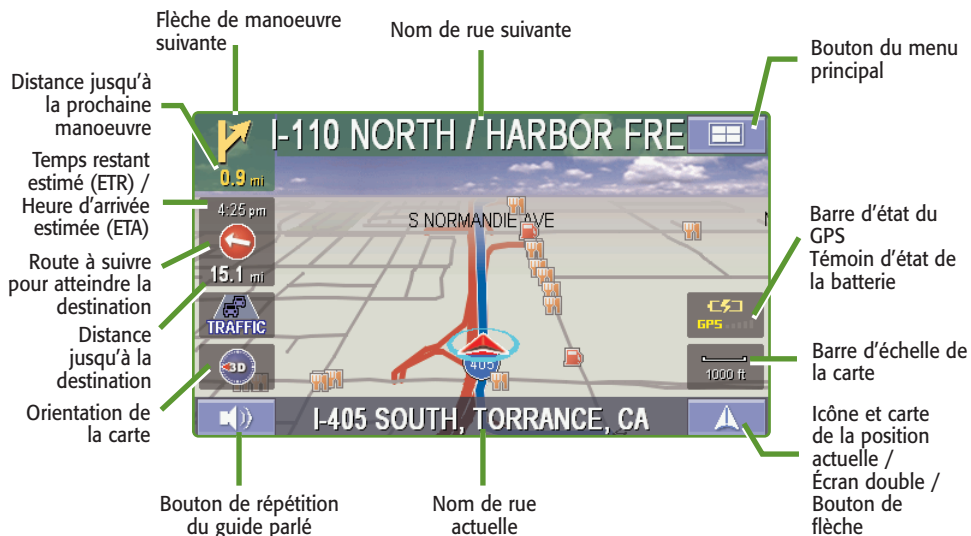 Flèche de manoeuvre
suivante
Nom de rue suivante
Bouton du menu
principal
Distance jusqu'à
la prochaine
manoeuvre
Temps restant
estimé (ETR) /
Heure d'arrivée
estimée (ETA)
Route à suivre
pour atteindre la
destination
Distance
jusqu'à la
destination
Orientation de
la carte
I-110 NORTH / HARBOR FRE
0.9 mi
4:25 pm
S NORMANDIE AVE
15.1 mi
TRAFFIC
3D
405
GPS
1000 ft
I-405 SOUTH, TORRANCE, CA
Barre d'état du
GPS
Témoin d'état de
la batterie
Barre d'échelle de
la carte
Icône et carte
de la position
actuelle /
Écran double /
Bouton de
flèche
Bouton de répétition
du guide parlé
Nom de rue
actuelle